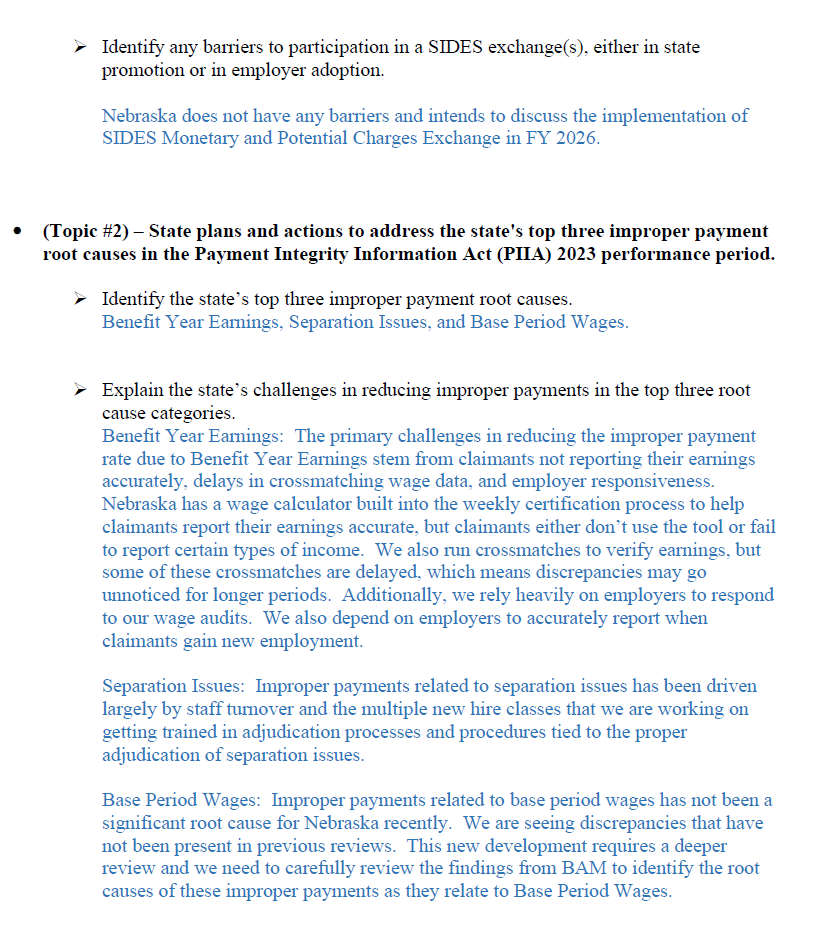 ➢ Identify any barriers to participation in a SIDES exchange(s), either in state
promotion or in employer adoption.
Nebraska does not have any barriers and intends to discuss the implementation of
SIDES Monetary and Potential Charges Exchange in FY 2026.
• (Topic #2) – State plans and actions to address the state's top three improper payment
root causes in the Payment Integrity Information Act (PIIA) 2023 performance period.
➢ Identify the state’s top three improper payment root causes.
Benefit Year Earnings, Separation Issues, and Base Period Wages.
➢ Explain the state’s challenges in reducing improper payments in the top three root
cause categories.
Benefit Year Earnings:  The primary challenges in reducing the improper payment
rate due to Benefit Year Earnings stem from claimants not reporting their earnings
accurately, delays in crossmatching wage data, and employer responsiveness.
Nebraska has a wage calculator built into the weekly certification process to help
claimants report their earnings accurate, but claimants either don’t use the tool or fail
to report certain types of income.  We also run crossmatches to verify earnings, but
some of these crossmatches are delayed, which means discrepancies may go
unnoticed for longer periods.  Additionally, we rely heavily on employers to respond
to our wage audits.  We also depend on employers to accurately report when
claimants gain new employment.
Separation Issues:  Improper payments related to separation issues has been driven
largely by staff turnover and the multiple new hire classes that we are working on
getting trained in adjudication processes and procedures tied to the proper
adjudication of separation issues.
Base Period Wages:  Improper payments related to base period wages has not been a
significant root cause for Nebraska recently.  We are seeing discrepancies that have
not been present in previous reviews.  This new development requires a deeper
review and we need to carefully review the findings from BAM to identify the root
causes of these improper payments as they relate to Base Period Wages.